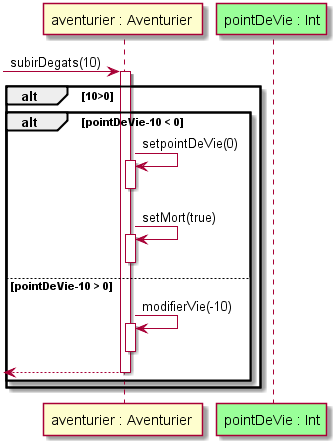 aventurier : Aventurier
pointDeVie : Int
subirDegats(10)
alt [10>0]
alt [pointDeVie-10 < 0]
setpointDeVie(0)
setMort(true)
[pointDeVie-10 > 0]
modifierVie(-10)
aventurier : Aventurier
pointDeVie : Int